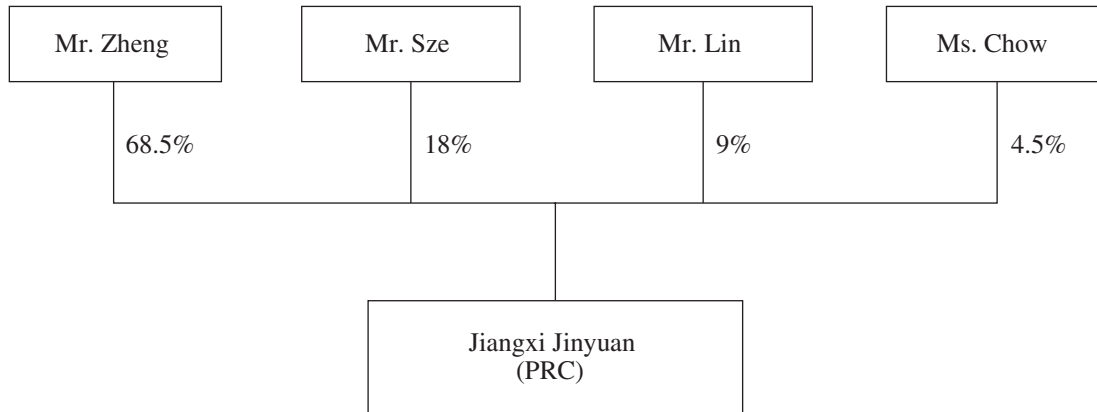 Mr. Zheng
Mr. Sze
Mr. Lin
Ms. Chow
68.5%
18%
9%
4.5%
Jiangxi Jinyuan
(PRC)